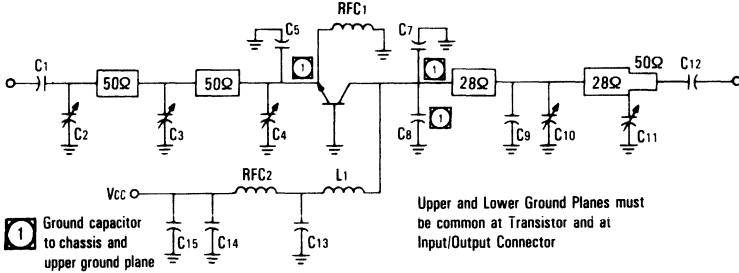 RFC1
C5
C7
C1
50Ω
50Ω
1
1
28Ω
28Ω
50Ω
C12
C2
C3
C4
C8
1
C9
C10
C11
VCC
RFC2
L1
C15
C14
C13
1
Ground capacitor
to chassis and
upper ground plane
Upper and Lower Ground Planes must
be common at Transistor and at
Input/Output Connector